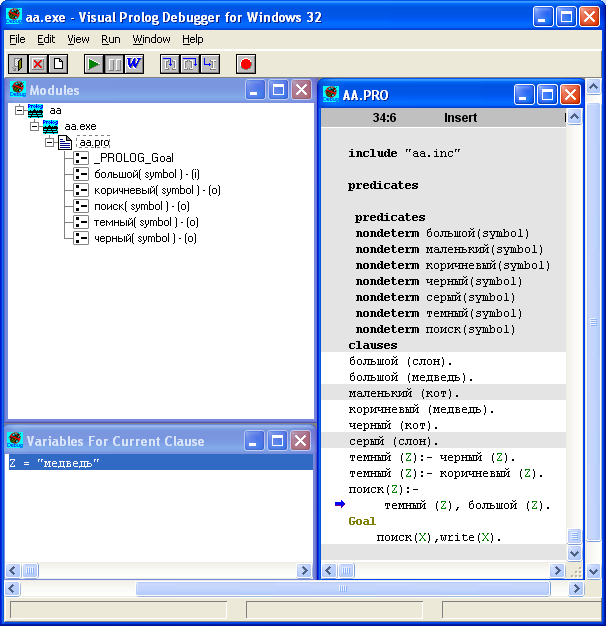 aa.exe - Visual Prolog Debugger for Windows 32
File Edit View Run Window Help
Modules
aa
aa.exe
aa.pro
_PROLOG_Goal
большой( symbol ) - (i)
коричневый( symbol ) - (o)
поиск( symbol ) - (o)
темный( symbol ) - (o)
черный( symbol ) - (o)
Variables For Current Clause
Z = "медведь"
AA.PRO
34:6 Insert
include "aa.inc"
predicates
predicates
nondeterm большой(symbol)
nondeterm маленький(symbol)
nondeterm коричневый(symbol)
nondeterm черный(symbol)
nondeterm серый(symbol)
nondeterm темный(symbol)
nondeterm поиск(symbol)
clauses
большой (слон).
большой (медведь).
маленький (кот).
коричневый (медведь).
черный (кот).
серый (слон).
темный (Z):- черный (Z).
темный (Z):- коричневый (Z).
поиск(Z):-
темный (Z), большой (Z).
Goal
поиск(X),write(X).